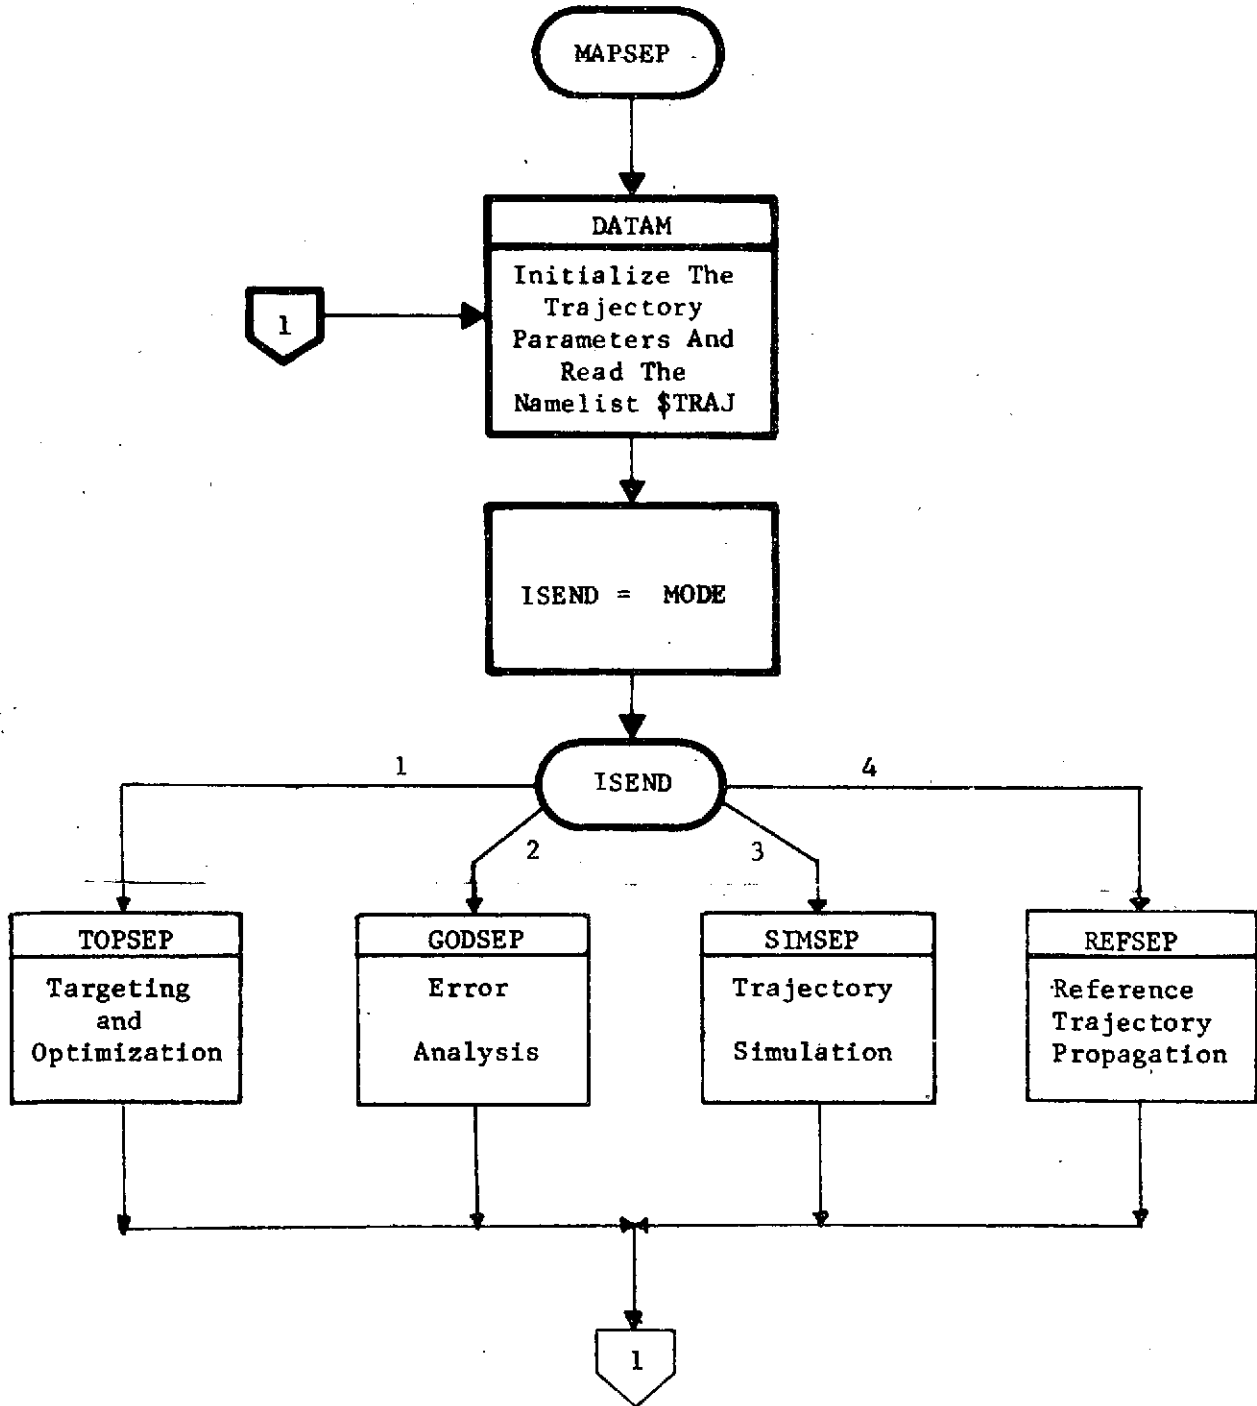 MAPSEP
DATAM
Initialize The
Trajectory
Parameters And
Read The
Namelist $TRAJ
1
ISEND = MODE
ISEND
1
2
3
4
TOPSEP
Targeting
and
Optimization
GODSEP
Error
Analysis
SIMSEP
Trajectory
Simulation
REFSEP
Reference
Trajectory
Propagation
1